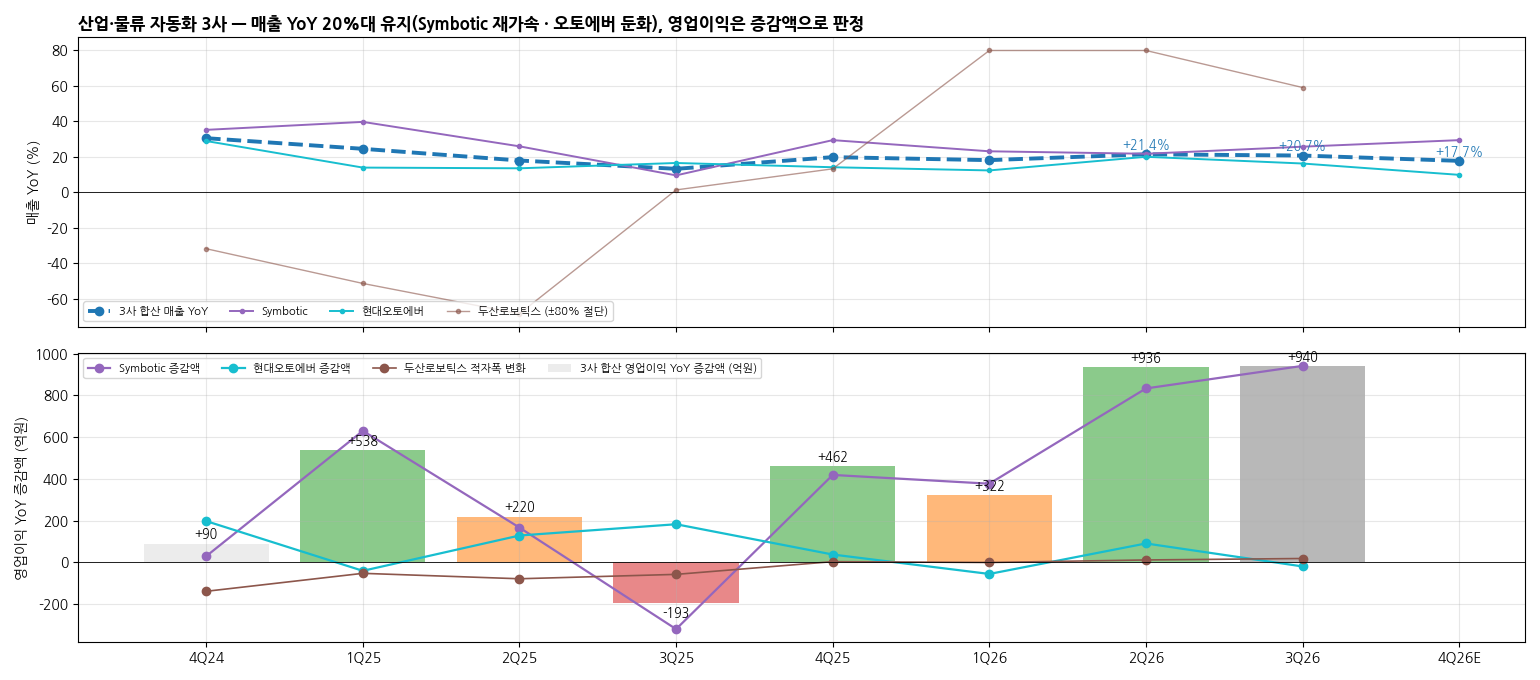 산업·물류 자동화 3사 — 매출 YoY 20%대 유지(Symbotic 재가속 · 오토에버 둔화), 영업이익은 증감액으로 판정
매출 YoY (%)
80
60
40
20
0
-20
-40
-60
+21.4%
+20.7%
+17.7%
3사 합산 매출 YoY
Symbotic
현대오토에버
두산로보틱스 (±80% 절단)
영업이익 YoY 증감액 (억원)
1000
800
600
400
200
0
-200
Symbotic 증감액
현대오토에버 증감액
두산로보틱스 적자폭 변화
3사 합산 영업이익 YoY 증감액 (억원)
+90
+538
+220
-193
+462
+322
+936
+940
4Q24
1Q25
2Q25
3Q25
4Q25
1Q26
2Q26
3Q26
4Q26E